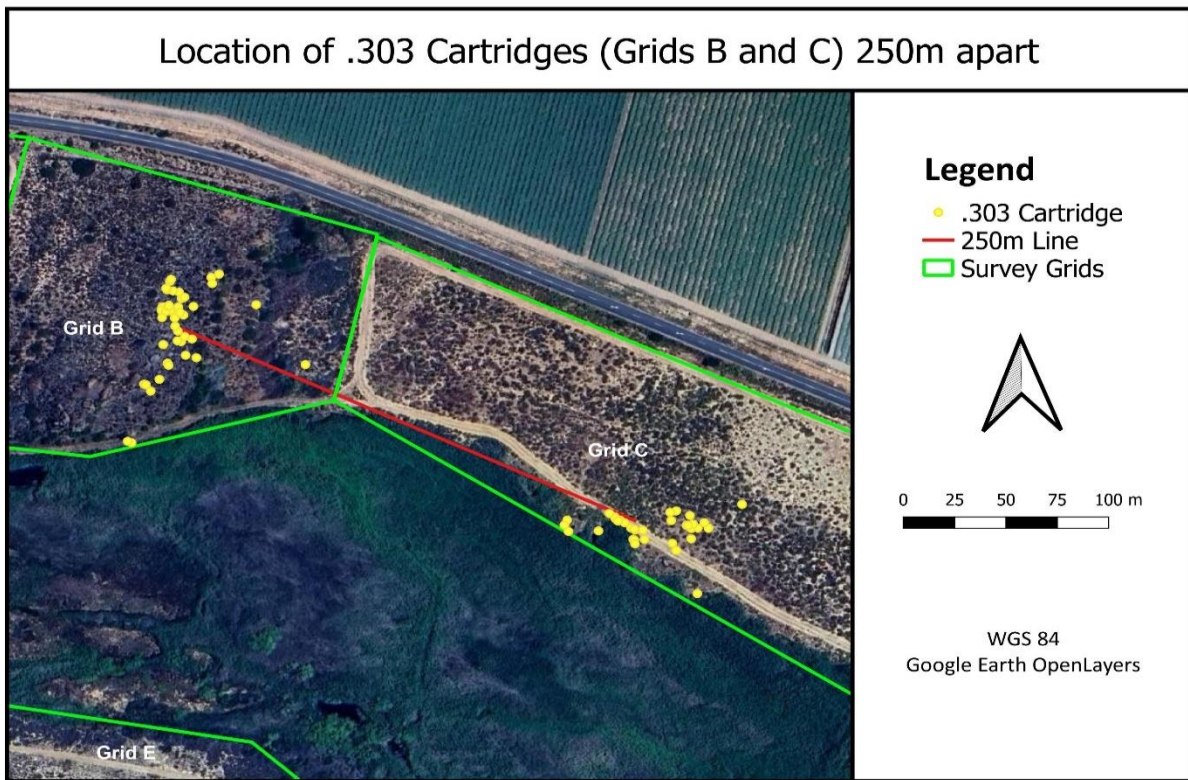 Location of .303 Cartridges (Grids B and C) 250m apart
Legend
.303 Cartridge
250m Line
Survey Grids
Grid B
Grid C
Grid E
0 25 50 75 100 m
WGS 84
Google Earth OpenLayers